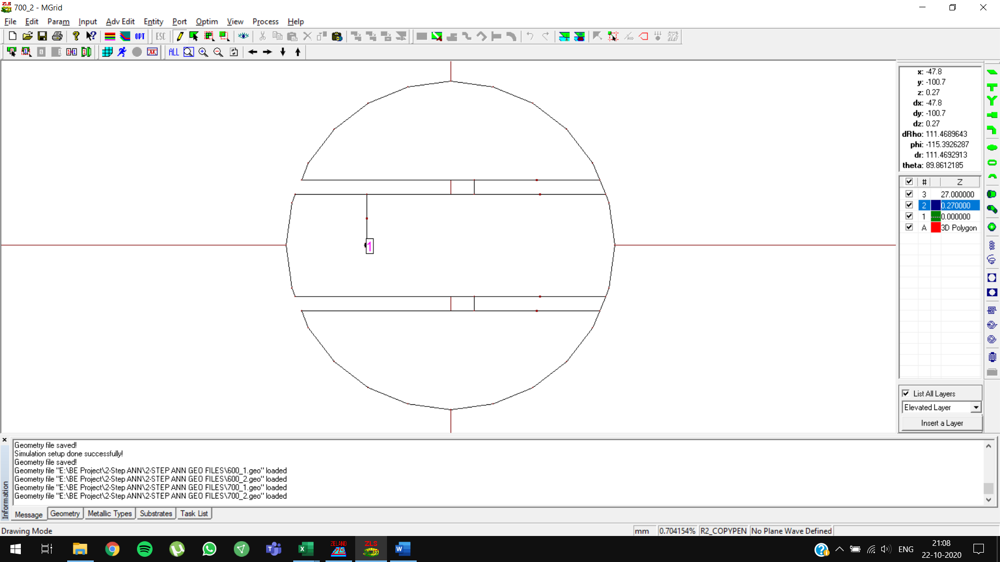 700_2 - MGrid
File Edit Param Input Adv Edit Entity Port Optim View Process Help
OPT ESC
ALL
x: -47.8
y: -100.7
z: 0.27
dx: -47.8
dy: -100.7
dz: 0.27
dRho: 111.4689643
phi: -115.3926287
dr: 111.4692913
theta: 89.8612185
# Z
3 27.000000
2 0.270000
1 0.000000
A 3D Polygon
1
List All Layers
Elevated Layer
Insert a Layer
Information
Geometry file saved!
Simulation setup done successfully!
Geometry file saved!
Geometry file "E:\BE Project\2-Step ANN\2-STEP ANN GEO FILES\600_1.geo" loaded
Geometry file "E:\BE Project\2-Step ANN\2-STEP ANN GEO FILES\600_2.geo" loaded
Geometry file "E:\BE Project\2-Step ANN\2-STEP ANN GEO FILES\700_1.geo" loaded
Geometry file "E:\BE Project\2-Step ANN\2-STEP ANN GEO FILES\700_2.geo" loaded
Message Geometry Metallic Types Substrates Task List
Drawing Mode mm 0.704154% R2_COPYPEN No Plane Wave Defined
ZELAND ZLS
ENG 21:08
22-10-2020